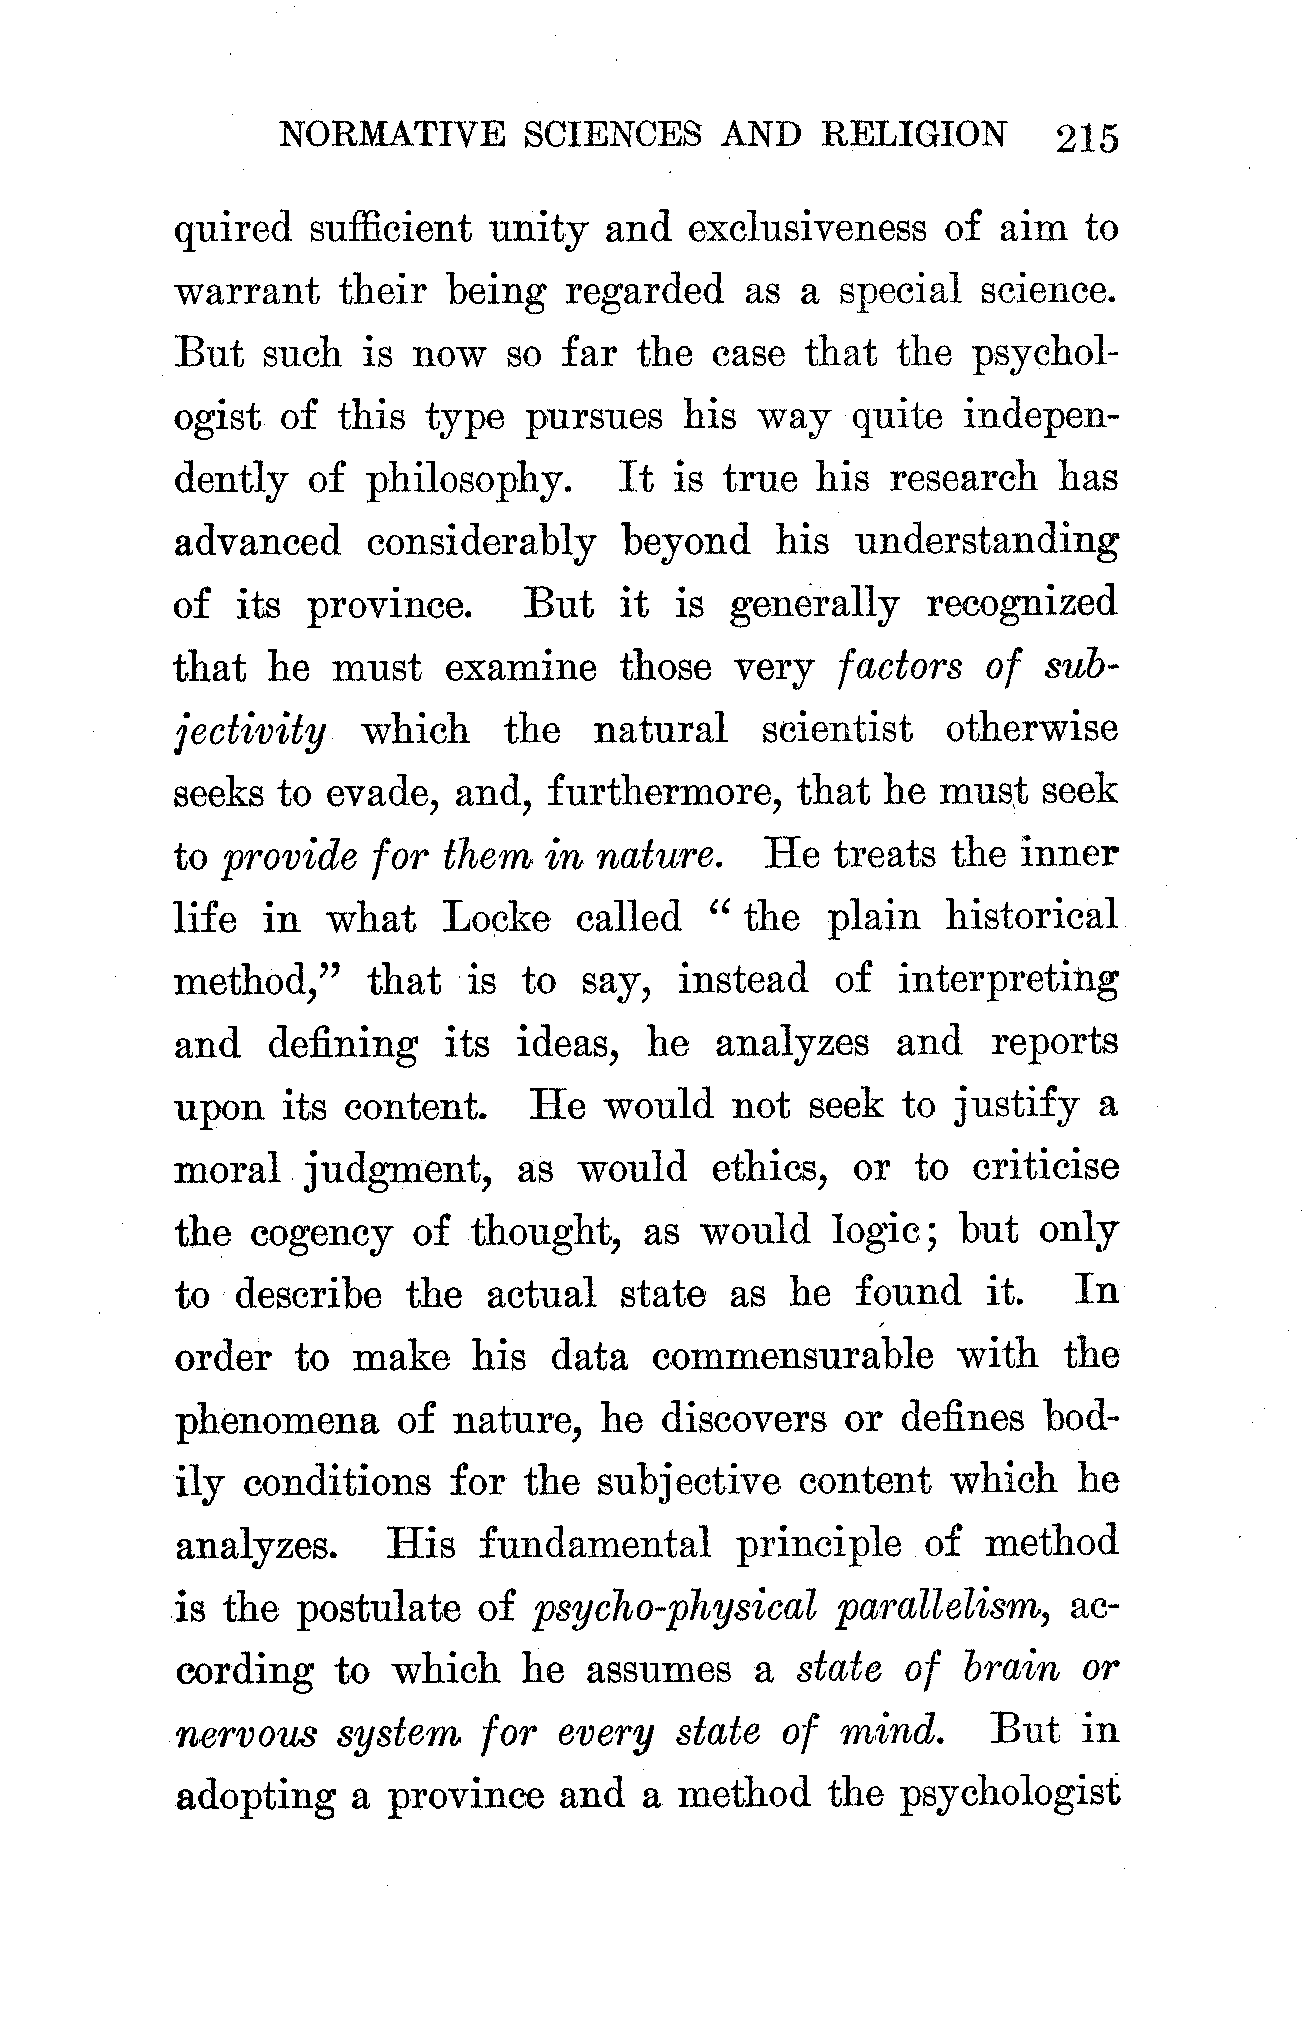 NORMATIVE SCIENCES AND RELIGION 215
quired sufficient unity and exclusiveness of aim to
warrant their being regarded as a special science.
But such is now so far the case that the psychol-
ogist of this type pursues his way quite indepen-
dently of philosophy. It is true his research has
advanced considerably beyond his understanding
of its province. But it is generally recognized
that he must examine those very factors of sub-
jectivity which the natural scientist otherwise
seeks to evade, and, furthermore, that he must seek
to provide for them in nature. He treats the inner
life in what Locke called “ the plain historical
method,” that is to say, instead of interpreting
and defining its ideas, he analyzes and reports
upon its content. He would not seek to justify a
moral judgment, as would ethics, or to criticise
the cogency of thought, as would logic; but only
to describe the actual state as he found it. In
order to make his data commensurable with the
phenomena of nature, he discovers or defines bod-
ily conditions for the subjective content which he
analyzes. His fundamental principle of method
is the postulate of psycho-physical parallelism, ac-
cording to which he assumes a state of brain or
nervous system for every state of mind. But in
adopting a province and a method the psychologist